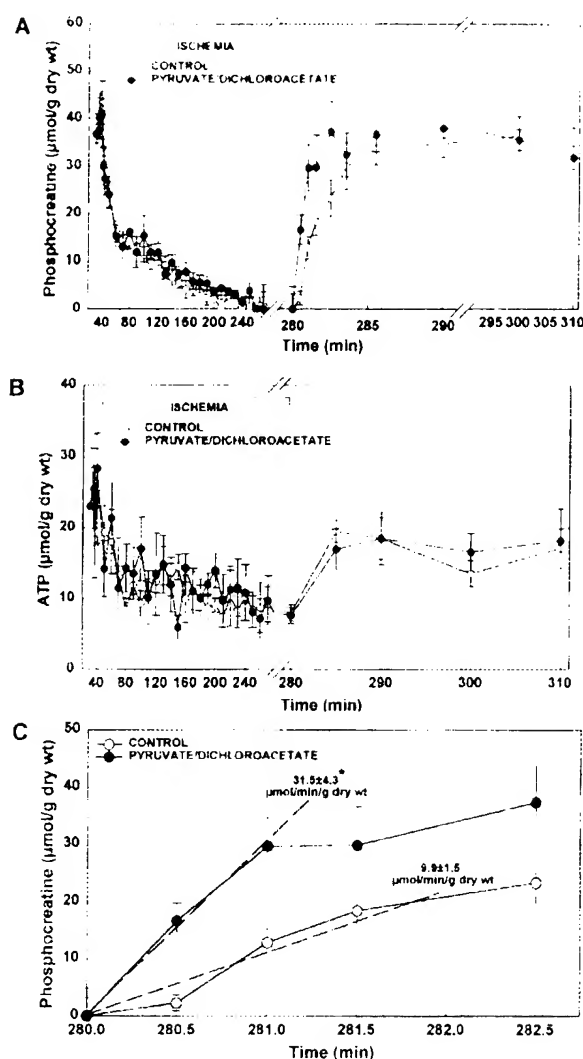 A
Phosphocreatine (µmol/g dry wt)
60
50
40
30
20
10
0
ISCHEMIA
CONTROL
PYRUVATE/DICHLOROACETATE
40 80 120 160 200 240 280 285 290 295 300 305 310
Time (min)
B
ATP (µmol/g dry wt)
40
30
20
10
0
ISCHEMIA
CONTROL
PYRUVATE/DICHLOROACETATE
40 80 120 160 200 240 280 290 300 310
Time (min)
C
Phosphocreatine (µmol/g dry wt)
50
40
30
20
10
0
CONTROL
PYRUVATE/DICHLOROACETATE
31.5±4.3*
µmol/min/g dry wt
9.9±1.5
µmol/min/g dry wt
280.0 280.5 281.0 281.5 282.0 282.5
Time (min)